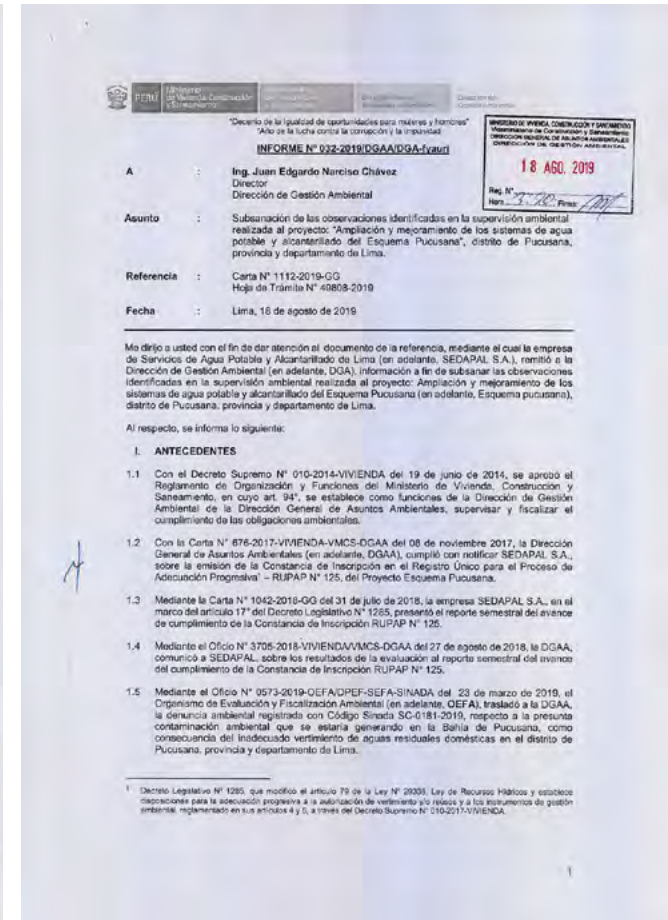 PERÚ
Ministerio
de Vivienda, Construcción
y Saneamiento
"Decenio de la Igualdad de oportunidades para mujeres y hombres"
"Año de la lucha contra la corrupción y la impunidad"
INFORME N° 032-2019/DGAA/DGA-fyauri
MINISTERIO DE VIVIENDA, CONSTRUCCIÓN Y SANEAMIENTO
Viceministerio de Construcción y Saneamiento
DIRECCIÓN GENERAL DE ASUNTOS AMBIENTALES
DIRECCIÓN DE GESTIÓN AMBIENTAL
18 AGO. 2019
Reg. N°
Hora Firma:
A : Ing. Juan Edgardo Narciso Chávez
Director
Dirección de Gestión Ambiental
Asunto : Subsanación de las observaciones identificadas en la supervisión ambiental
realizada al proyecto: "Ampliación y mejoramiento de los sistemas de agua
potable y alcantarillado del Esquema Pucusana", distrito de Pucusana,
provincia y departamento de Lima.
Referencia : Carta N° 1112-2019-GG
Hoja de Trámite N° 40808-2019
Fecha : Lima, 18 de agosto de 2019
Me dirijo a usted con el fin de dar atención al documento de la referencia, mediante el cual la empresa
de Servicios de Agua Potable y Alcantarillado de Lima (en adelante, SEDAPAL S.A.), remitió a la
Dirección de Gestión Ambiental (en adelante, DGA), información a fin de subsanar las observaciones
identificadas en la supervisión ambiental realizada al proyecto: Ampliación y mejoramiento de los
sistemas de agua potable y alcantarillado del Esquema Pucusana (en adelante, Esquema pucusana),
distrito de Pucusana, provincia y departamento de Lima.
Al respecto, se informa lo siguiente:
I. ANTECEDENTES
1.1 Con el Decreto Supremo N° 010-2014-VIVIENDA del 19 de junio de 2014, se aprobó el
Reglamento de Organización y Funciones del Ministerio de Vivienda, Construcción y
Saneamiento, en cuyo art. 94°, se establece como funciones de la Dirección de Gestión
Ambiental de la Dirección General de Asuntos Ambientales, supervisar y fiscalizar el
cumplimiento de las obligaciones ambientales.
1.2 Con la Carta N° 676-2017-VIVIENDA-VMCS-DGAA del 08 de noviembre 2017, la Dirección
General de Asuntos Ambientales (en adelante, DGAA), cumplió con notificar SEDAPAL S.A.,
sobre la emisión de la Constancia de Inscripción en el Registro Único para el Proceso de
Adecuación Progresiva¹ – RUPAP N° 125, del Proyecto Esquema Pucusana.
1.3 Mediante la Carta N° 1042-2018-GG del 31 de julio de 2018, la empresa SEDAPAL S.A., en el
marco del artículo 17° del Decreto Legislativo N° 1285, presentó el reporte semestral del avance
de cumplimiento de la Constancia de Inscripción RUPAP N° 125.
1.4 Mediante el Oficio N° 3705-2018-VIVIENDA/VMCS-DGAA del 27 de agosto de 2018, la DGAA,
comunicó a SEDAPAL, sobre los resultados de la evaluación al reporte semestral del avance
del cumplimiento de la Constancia de Inscripción RUPAP N° 125.
1.5 Mediante el Oficio N° 0573-2019-OEFA/DPEF-SEFA-SINADA del 23 de marzo de 2019, el
Organismo de Evaluación y Fiscalización Ambiental (en adelante, OEFA), trasladó a la DGAA,
la denuncia ambiental registrada con Código Sinada SC-0181-2019, respecto a la presunta
contaminación ambiental que se estaría generando en la Bahía de Pucusana, como
consecuencia del inadecuado vertimiento de aguas residuales domésticas en el distrito de
Pucusana, provincia y departamento de Lima.
¹ Decreto Legislativo N° 1285, que modifica el artículo 79 de la Ley N° 29338, Ley de Recursos Hídricos y establece
disposiciones para la adecuación progresiva a la autorización de vertimiento y/o reúsos y a los instrumentos de gestión
ambiental, reglamentado en sus artículos 4 y 5, a través del Decreto Supremo N° 010-2017-VIVIENDA.
1